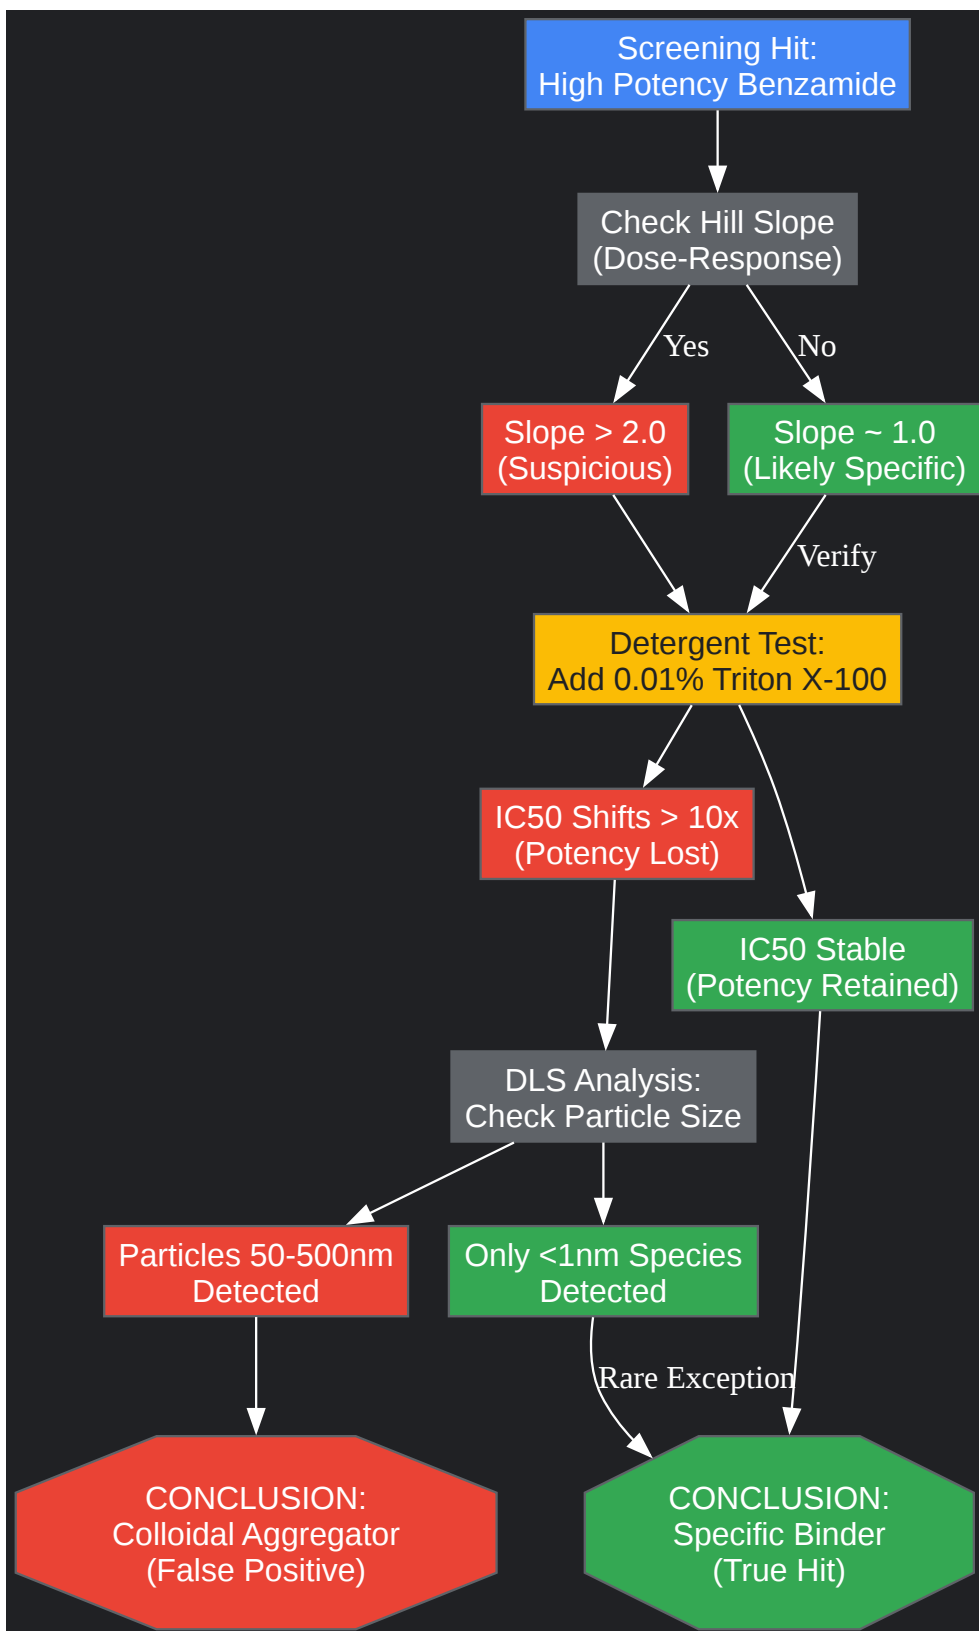 Screening Hit:
High Potency Benzamide
Check Hill Slope
(Dose-Response)
Yes
No
Slope > 2.0
(Suspicious)
Slope ~ 1.0
(Likely Specific)
Verify
Detergent Test:
Add 0.01% Triton X-100
IC50 Shifts > 10x
(Potency Lost)
IC50 Stable
(Potency Retained)
DLS Analysis:
Check Particle Size
Particles 50-500nm
Detected
Only <1nm Species
Detected
Rare Exception
CONCLUSION:
Colloidal Aggregator
(False Positive)
CONCLUSION:
Specific Binder
(True Hit)